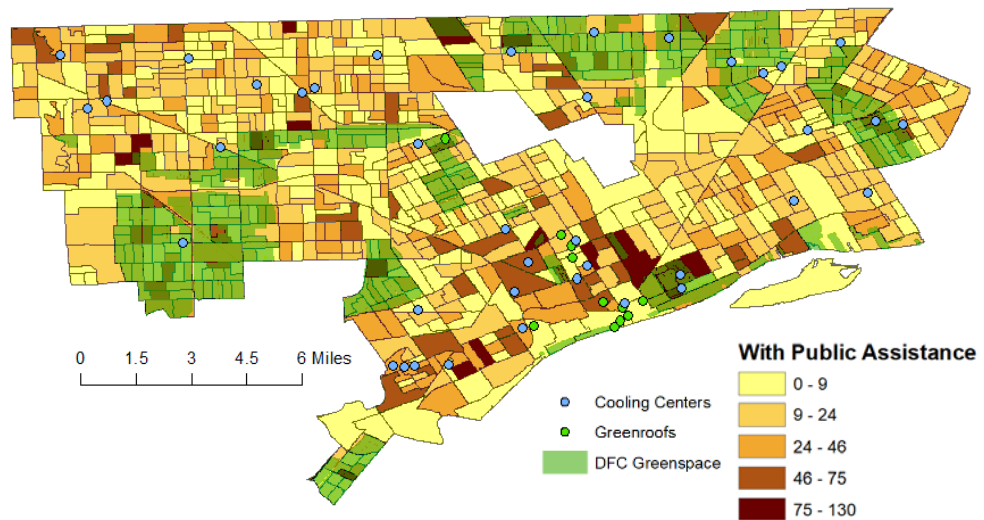 0 1.5 3 4.5 6 Miles
Cooling Centers
Greenroofs
DFC Greenspace
With Public Assistance
0 - 9
9 - 24
24 - 46
46 - 75
75 - 130